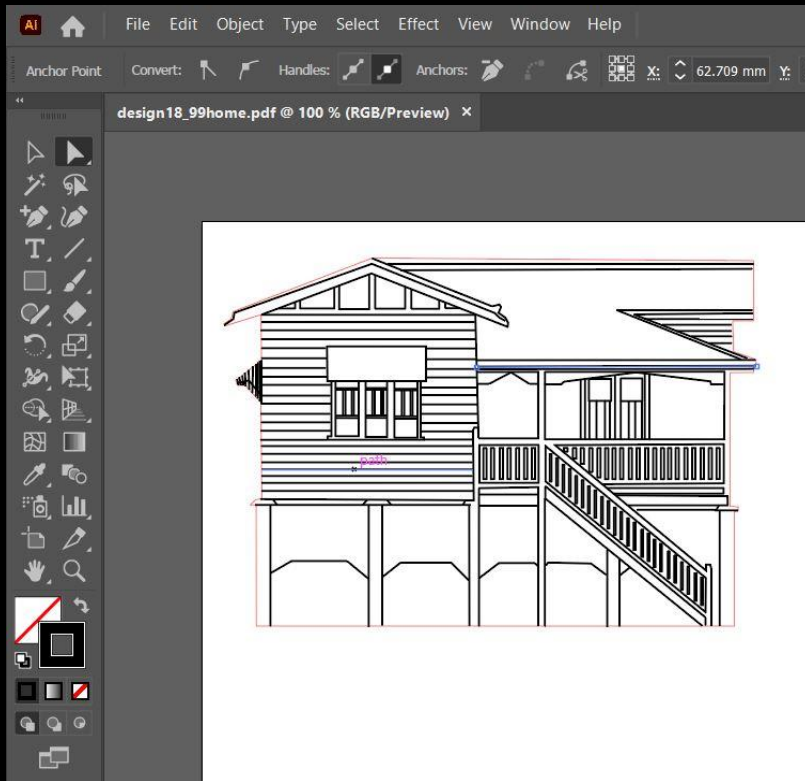 Ai File Edit Object Type Select Effect View Window Help
Anchor Point Convert: Handles: Anchors: X: 62.709 mm Y:
design18_99home.pdf @ 100 % (RGB/Preview) ×
path